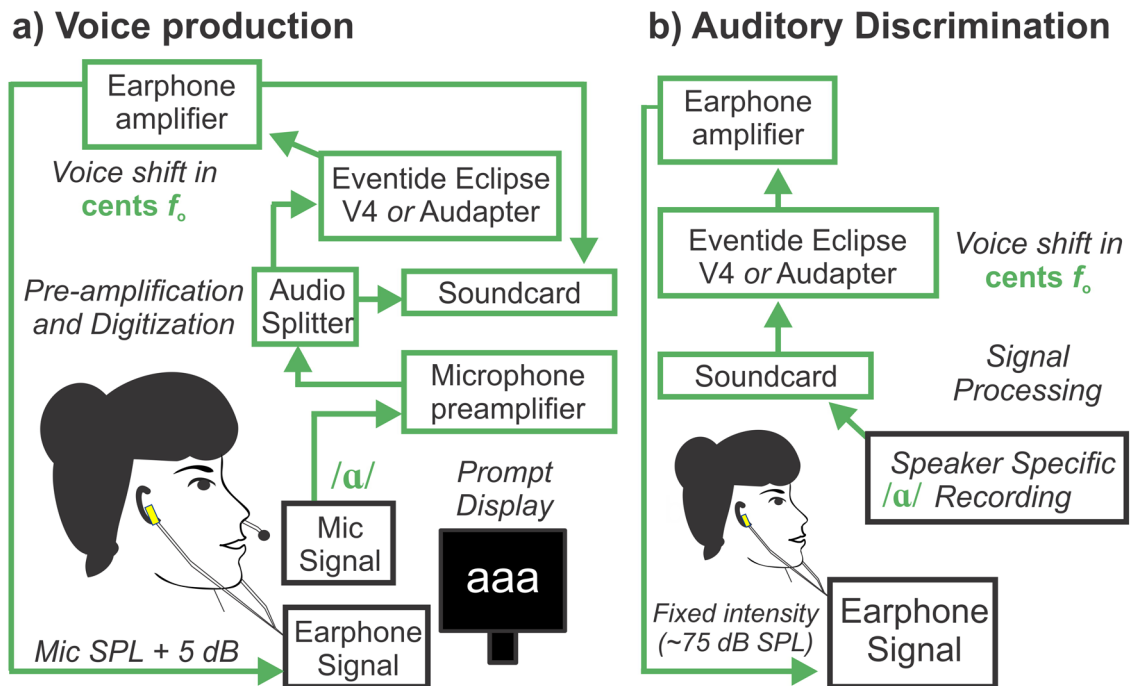 a) Voice production
Earphone
amplifier
Voice shift in
cents fo
Eventide Eclipse
V4 or Audapter
Pre-amplification
and Digitization
Audio
Splitter
Soundcard
Microphone
preamplifier
/ɑ/
Prompt
Display
Mic
Signal
aaa
Mic SPL + 5 dB
Earphone
Signal
b) Auditory Discrimination
Earphone
amplifier
Eventide Eclipse
V4 or Audapter
Voice shift in
cents fo
Soundcard
Signal
Processing
Speaker Specific
/ɑ/ Recording
Fixed intensity
(~75 dB SPL)
Earphone
Signal